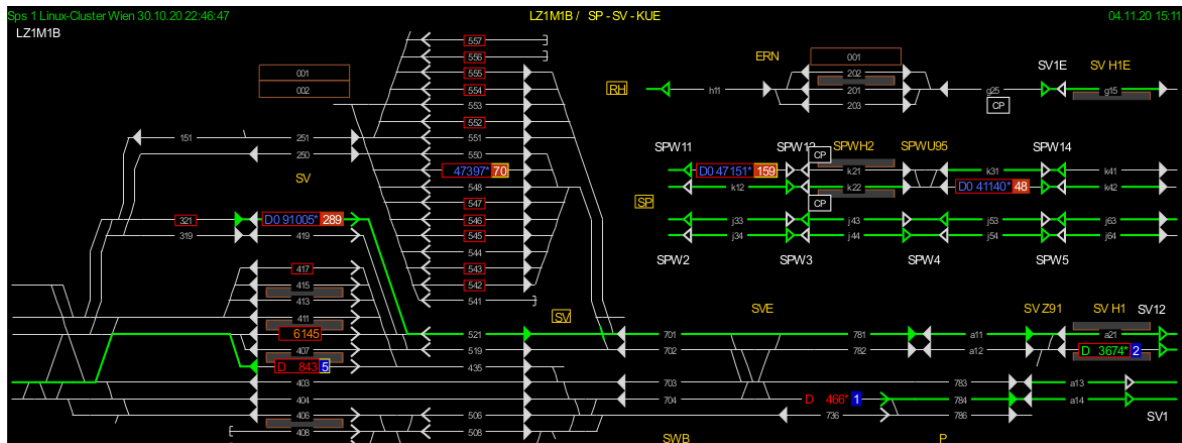 Sps 1 Linux-Cluster Wien 30.10.20 22:46:47 LZ1M1B / SP - SV - KUE 04.11.20 15:11
LZ1M1B
557
556
555
554
553
552
551
550
47397* 70
548
547
546
545
544
543
542
541
001
002
151 251
250
SV
321 D0 91005* 289
319 419
417
415
413
411
6145
407
D 843 5
403
404
406
408
SV
521
519
435
506
508
ERN
001
202
RH h11 201 g25 SV1E SV H1E g15
203
CP
SPW11 CP SPWH2 SPWU95 SPW14
D0 47151* 159 k21 k31 k41
k12 k22 D0 41140* 48 k42
SP CP
j33 j43 j53 j63
j34 j44 j54 j64
SPW2 SPW3 SPW4 SPW5
SVE SV Z91 SV H1 SV12
701 781 a11 a21
702 782 a12 D 3674* 2
703 783 a13
704 D 466* 1 784 a14
736 786 SV1
SWB P